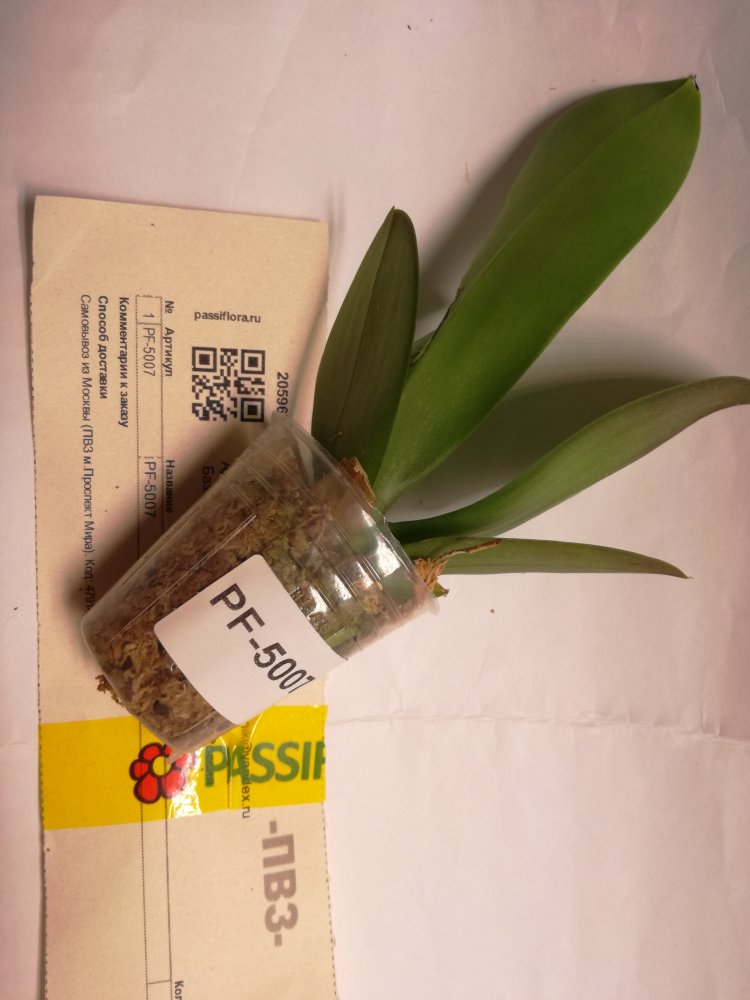 passiflora.ru
20596
№ Артикул
Название
1 PF-5007
PF-5007
Комментарии к заказу
Способ доставки
Самовывоз из Москвы (ПВЗ м.Проспект Мира). Код:
PF-5007
PASSIF
-ПВЗ-